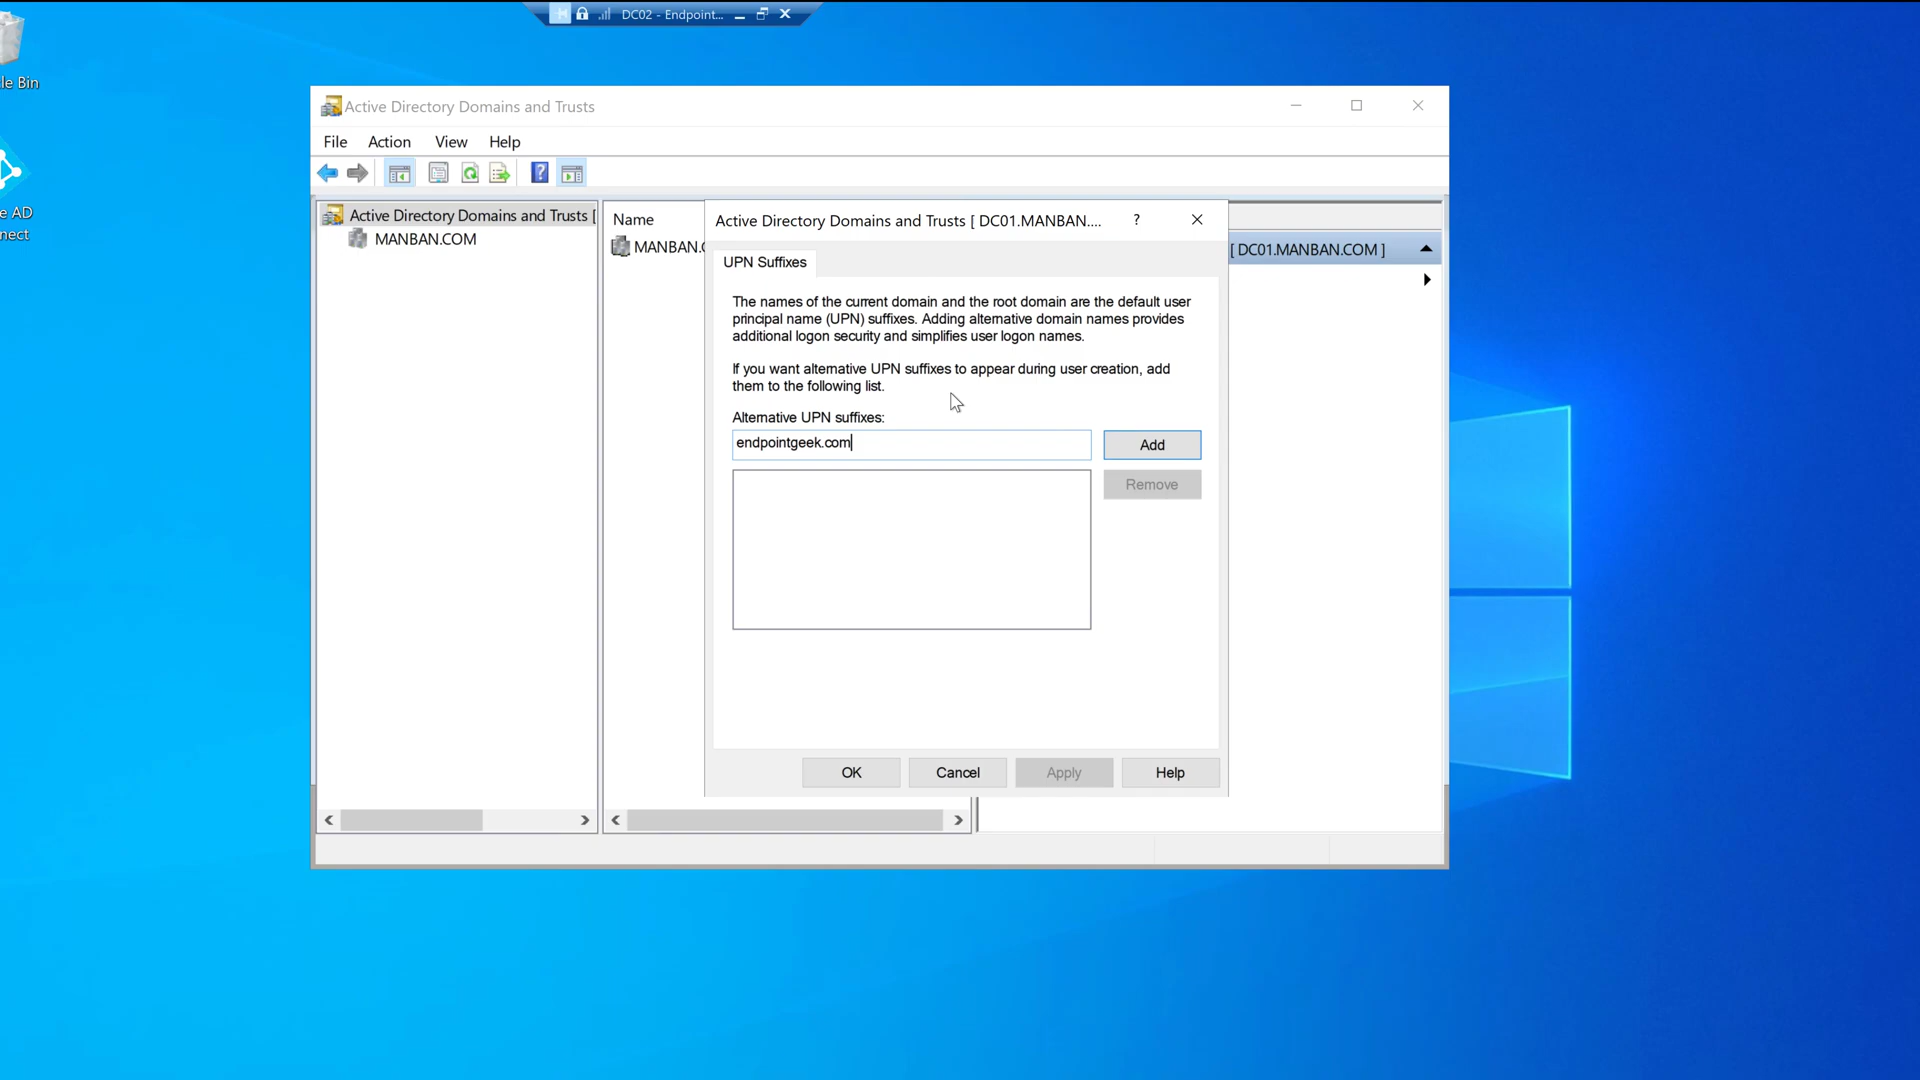 DC02 - Endpoint...
le Bin
e AD
nect
Active Directory Domains and Trusts
File Action View Help
Active Directory Domains and Trusts [
MANBAN.COM
Name
MANBAN.C
Active Directory Domains and Trusts [ DC01.MANBAN....
?
[ DC01.MANBAN.COM ]
UPN Suffixes
The names of the current domain and the root domain are the default user
principal name (UPN) suffixes. Adding alternative domain names provides
additional logon security and simplifies user logon names.
If you want alternative UPN suffixes to appear during user creation, add
them to the following list.
Alternative UPN suffixes:
endpointgeek.com
Add
Remove
OK Cancel Apply Help